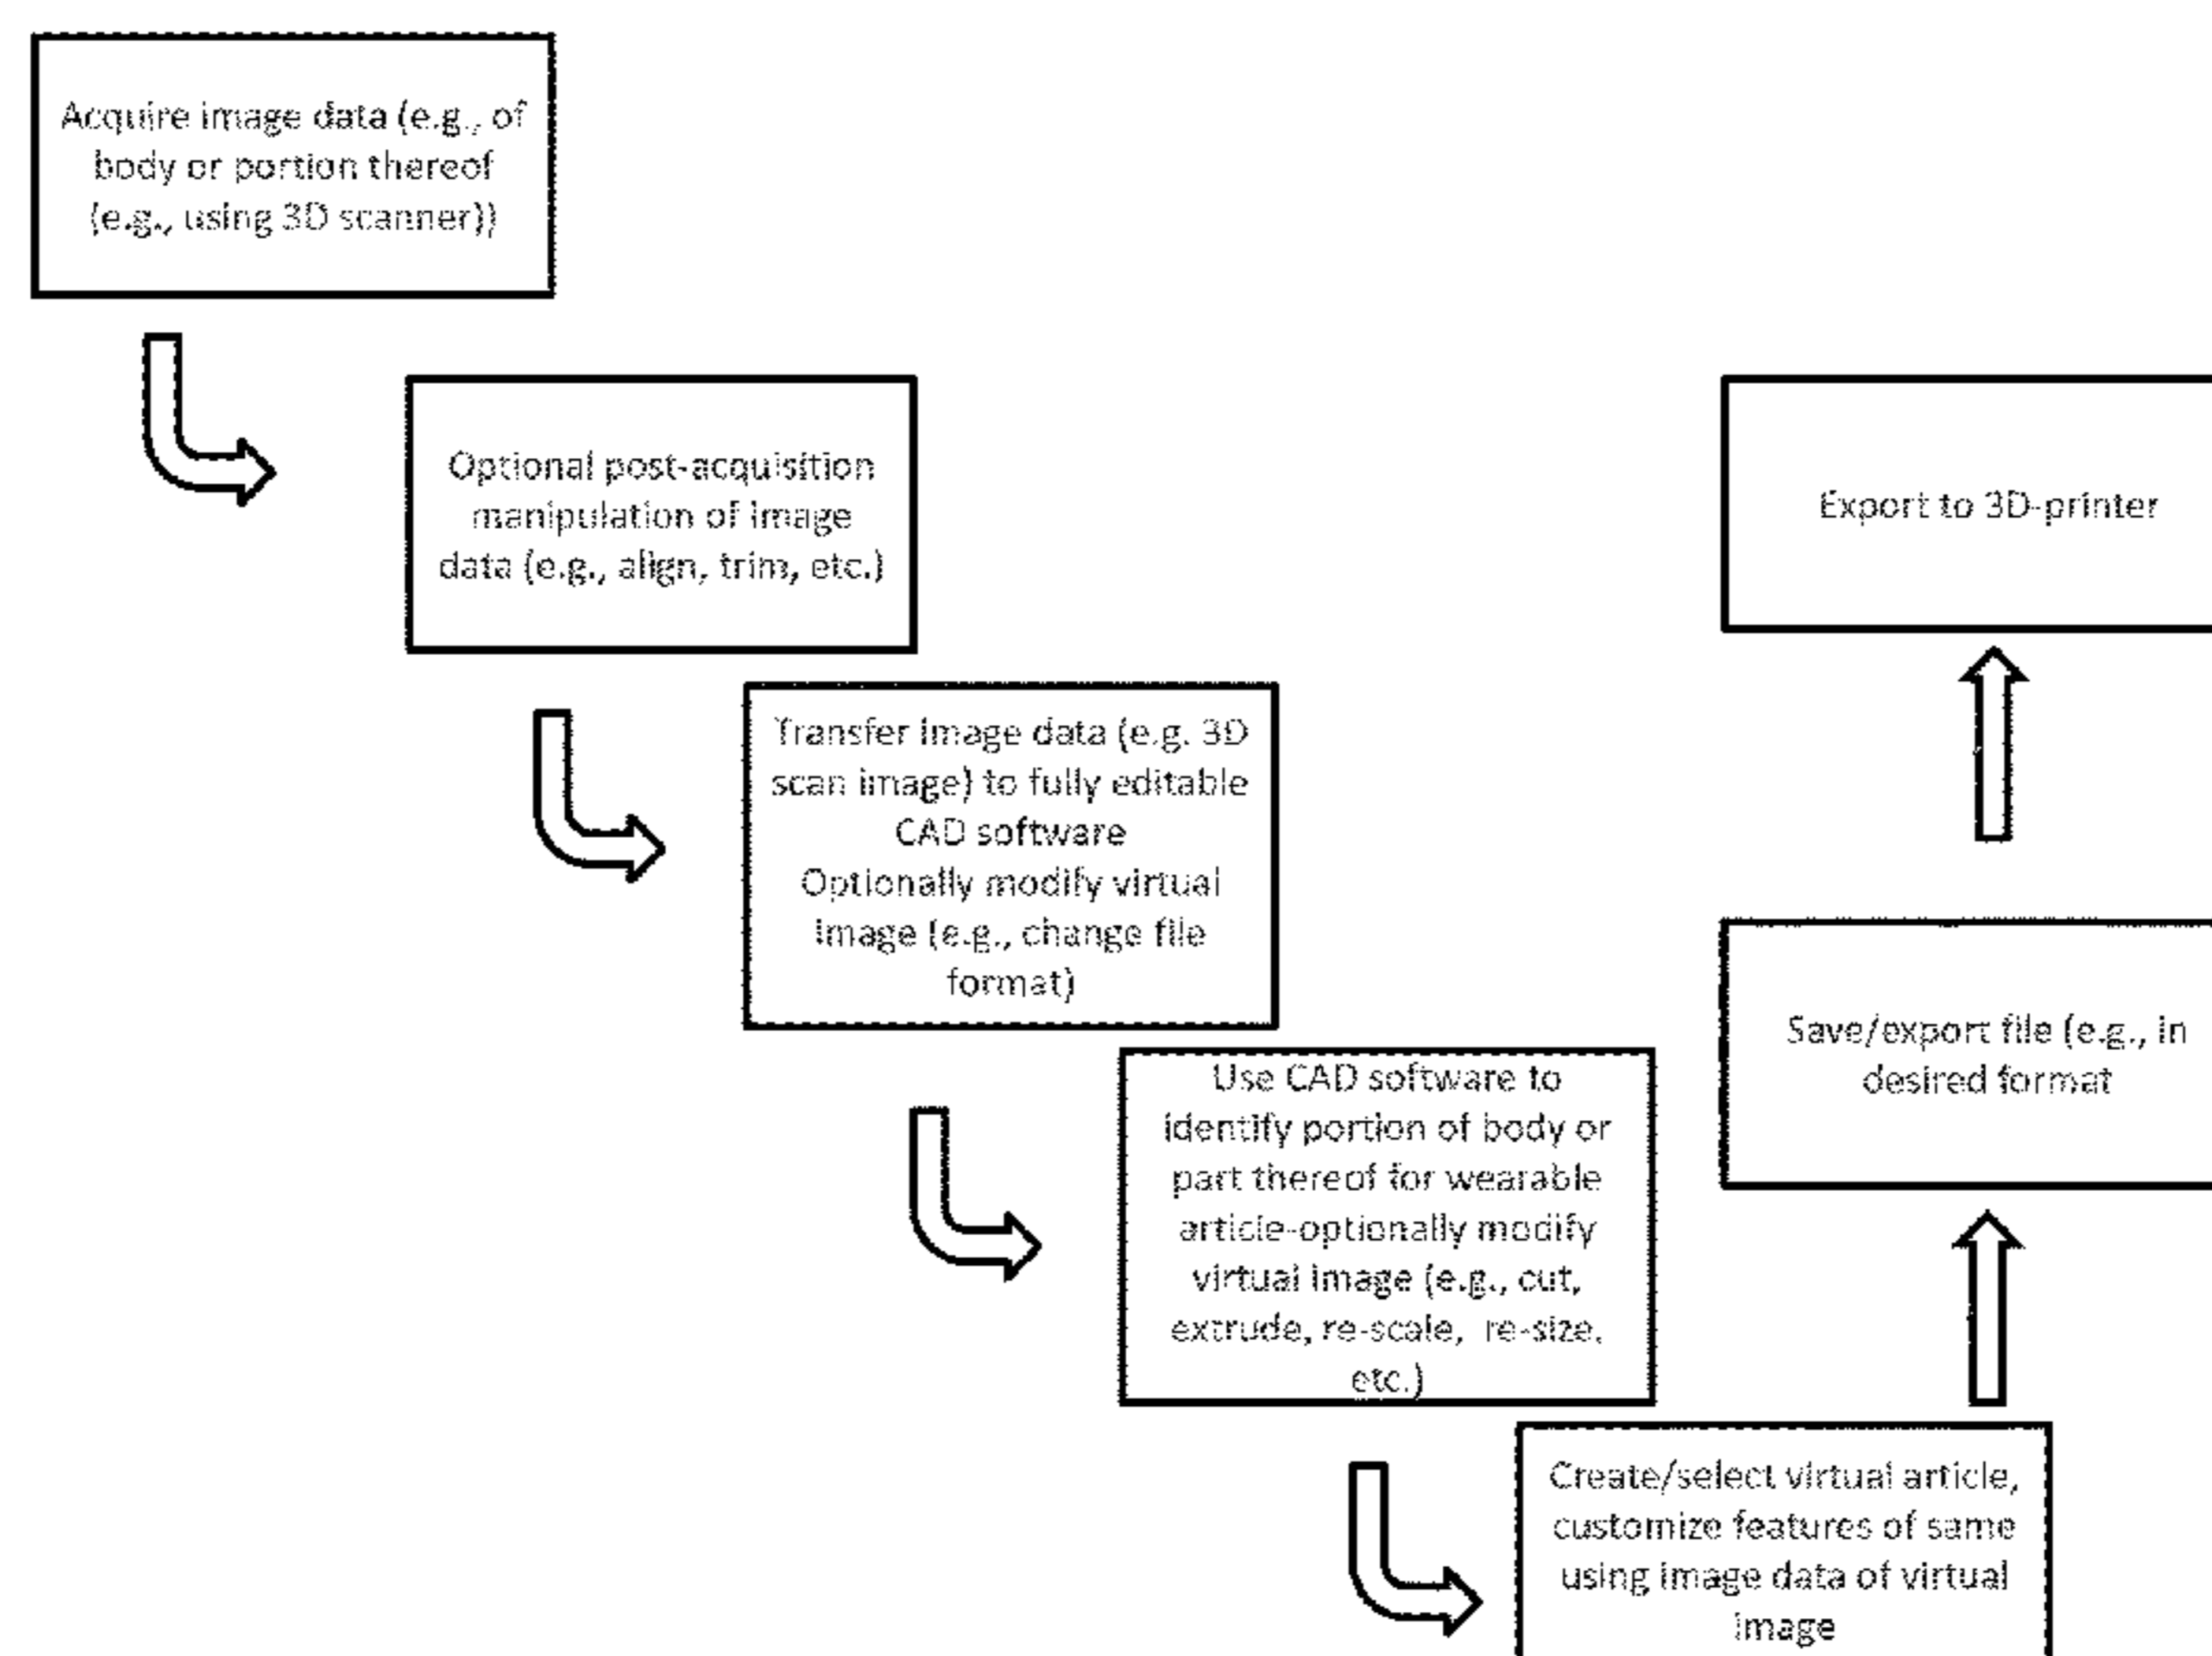 Acquire image data (e.g., of
body or portion thereof
(e.g., using 3D scanner))
Optional post-acquisition
manipulation of image
data (e.g., align, trim, etc.)
Transfer image data (e.g. 3D
scan image) to fully editable
CAD software
Optionally modify virtual
image (e.g., change file
format)
Use CAD software to
identify portion of body or
part thereof for wearable
article-optionally modify
virtual image (e.g., cut,
extrude, re-scale, re-size,
etc.)
Create/select virtual article,
customize features of same
using image data of virtual
image
Save/export file (e.g., in
desired format
Export to 3D-printer